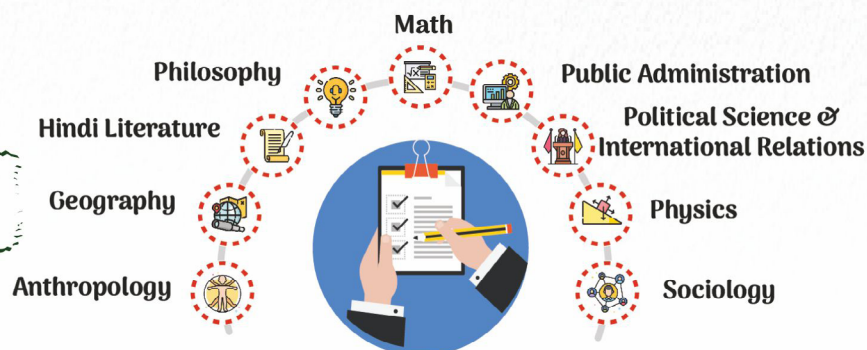 Math
Philosophy
Public Administration
Hindi Literature
Political Science &
International Relations
Geography
Physics
Anthropology
Sociology